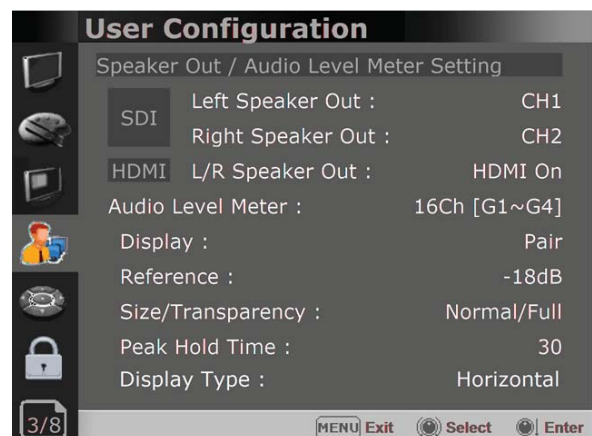 User Configuration
Speaker Out / Audio Level Meter Setting
SDI
Left Speaker Out : CH1
Right Speaker Out : CH2
HDMI L/R Speaker Out : HDMI On
Audio Level Meter : 16Ch [G1~G4]
Display : Pair
Reference : -18dB
Size/Transparency : Normal/Full
Peak Hold Time : 30
Display Type : Horizontal
3/8 MENU Exit Select Enter